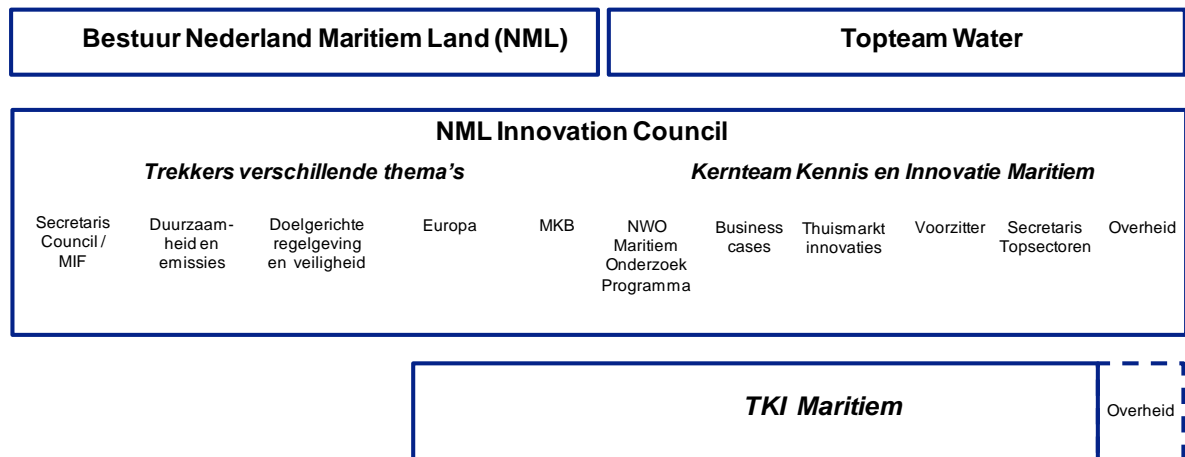 Bestuur Nederland Maritiem Land (NML)
Topteam Water
NML Innovation Council
Trekkers verschillende thema's
Kernteam Kennis en Innovatie Maritiem
Secretaris
Council /
MIF
Duurzaam-
heid en
emissies
Doelgerichte
regelgeving
en veiligheid
Europa
MKB
NWO
Maritiem
Onderzoek
Programma
Business
cases
Thuismarkt
innovaties
Voorzitter
Secretaris
Topsectoren
Overheid
TKI Maritiem
Overheid